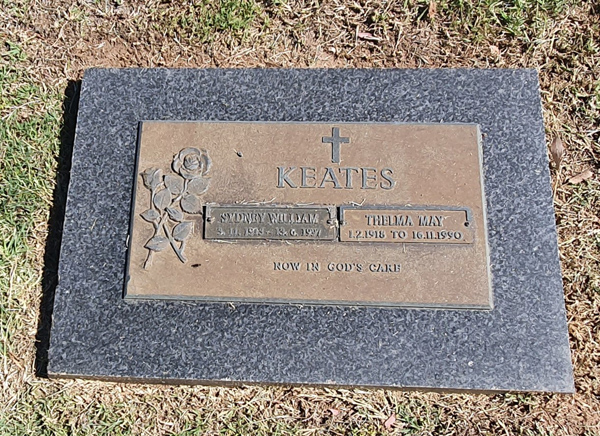 KEATES
SYDNEY WILLIAM
THELMA MAY
1.2.1918 TO 16.11.1990
NOW IN GOD'S CARE